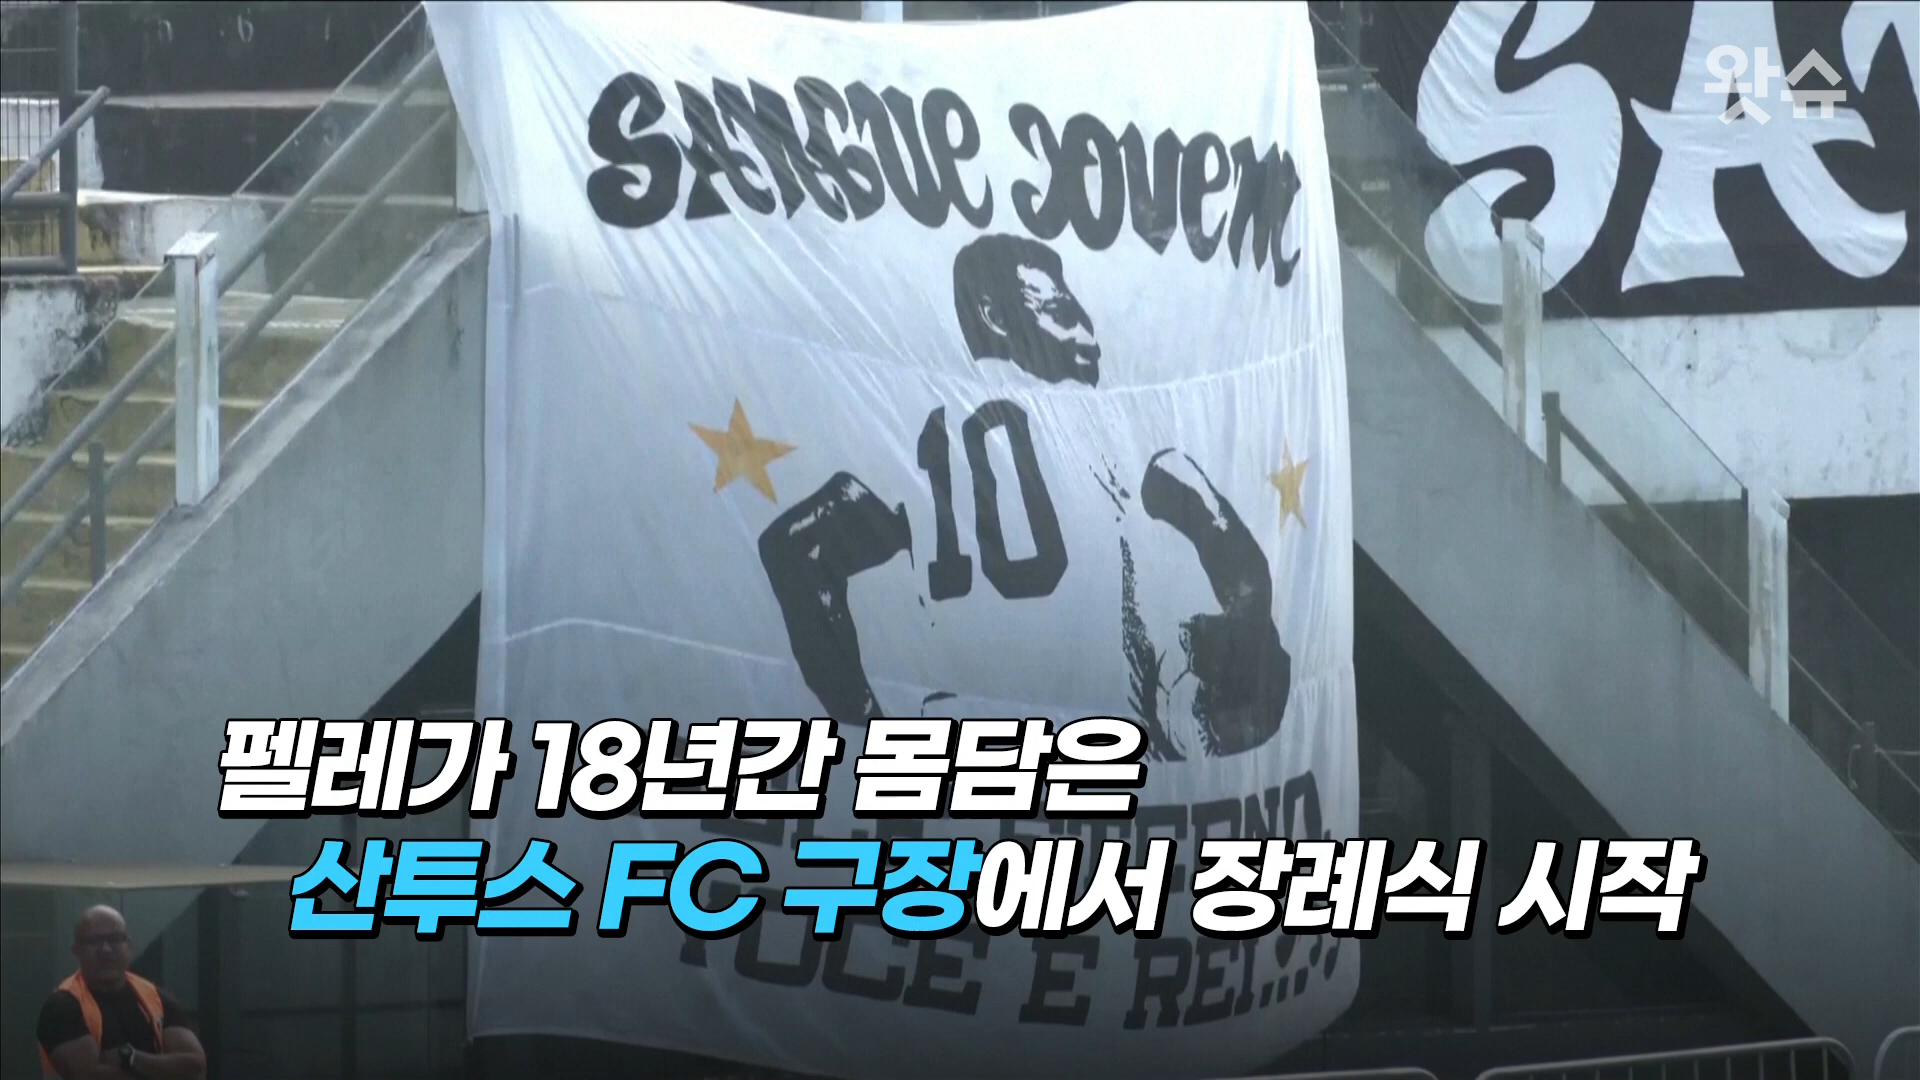 SANGUE JOVEM
SA
왓슈
10
펠레가 18년간 몸담은
산투스 FC 구장에서 장례식 시작
VOCE E REI...